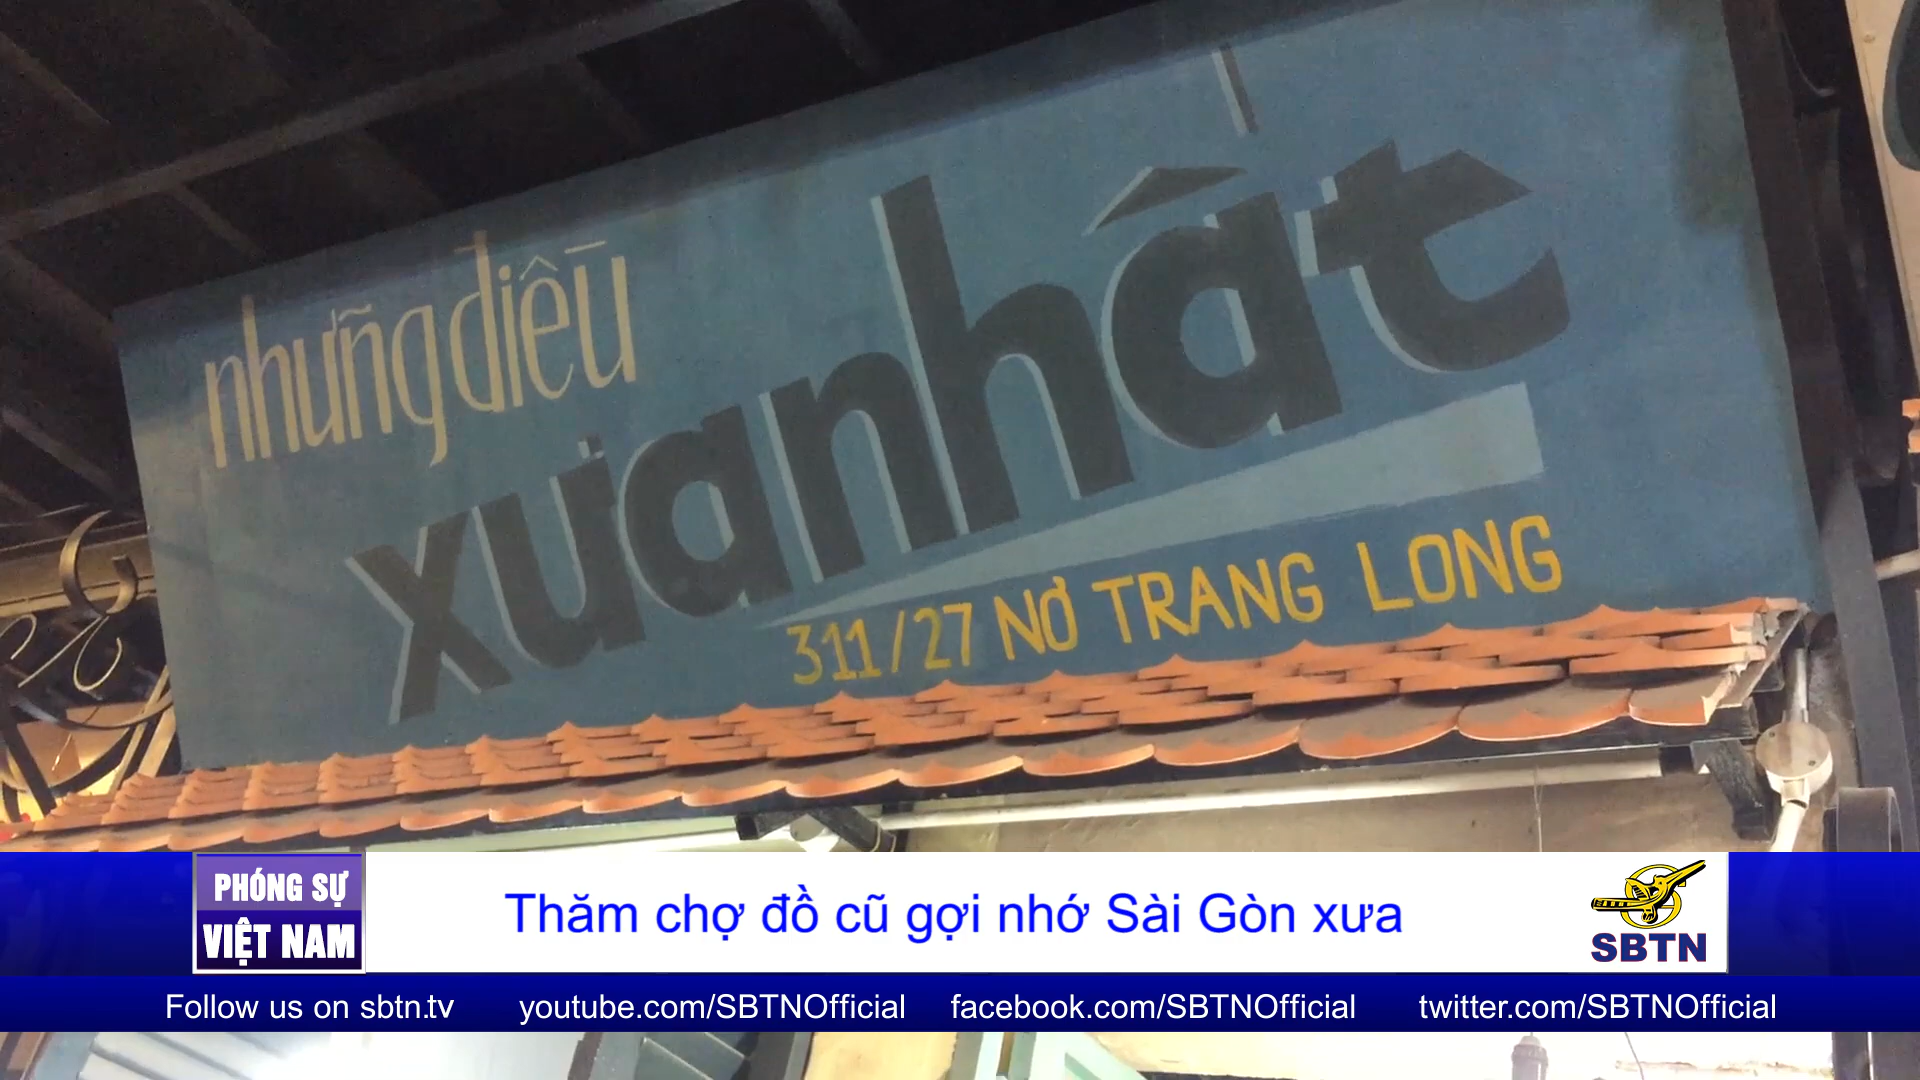 những điều
xưa nhất
311/27 NƠ TRANG LONG
PHÓNG SỰ
VIỆT NAM
Thăm chợ đồ cũ gợi nhớ Sài Gòn xưa
SBTN
Follow us on sbtn.tv youtube.com/SBTNOfficial facebook.com/SBTNOfficial twitter.com/SBTNOfficial